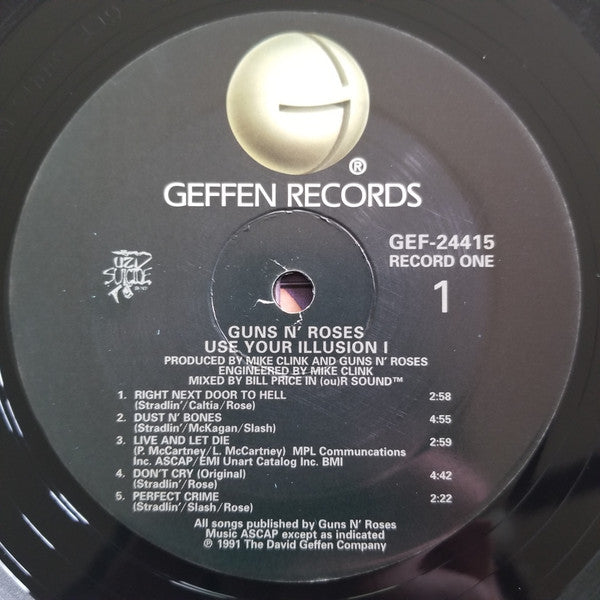 ®
GEFFEN RECORDS
GEF-24415
RECORD ONE
1
UZI
SUICIDE
GUNS N' ROSES
USE YOUR ILLUSION I
PRODUCED BY MIKE CLINK AND GUNS N' ROSES
ENGINEERED BY MIKE CLINK
MIXED BY BILL PRICE IN (ou)R SOUND™
1. RIGHT NEXT DOOR TO HELL 2:58
(Stradlin'/Caltia/Rose)
2. DUST N' BONES 4:55
(Stradlin'/McKagan/Slash)
3. LIVE AND LET DIE 2:59
(P. McCartney/L. McCartney) MPL Communcations
Inc. ASCAP/EMI Unart Catalog Inc. BMI
4. DON'T CRY (Original) 4:42
(Stradlin'/Rose)
5. PERFECT CRIME 2:22
(Stradlin'/Slash/Rose)
All songs published by Guns N' Roses
Music ASCAP except as indicated
℗ 1991 The David Geffen Company